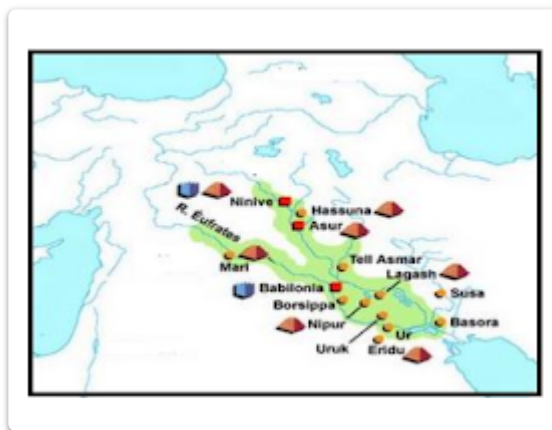 Ninive
Hassuna
Asur
R. Eufrates
Mari
Tell Asmar
Lagash
Babilonia
Susa
Borsippa
Nipur
Basora
Ur
Uruk
Eridu